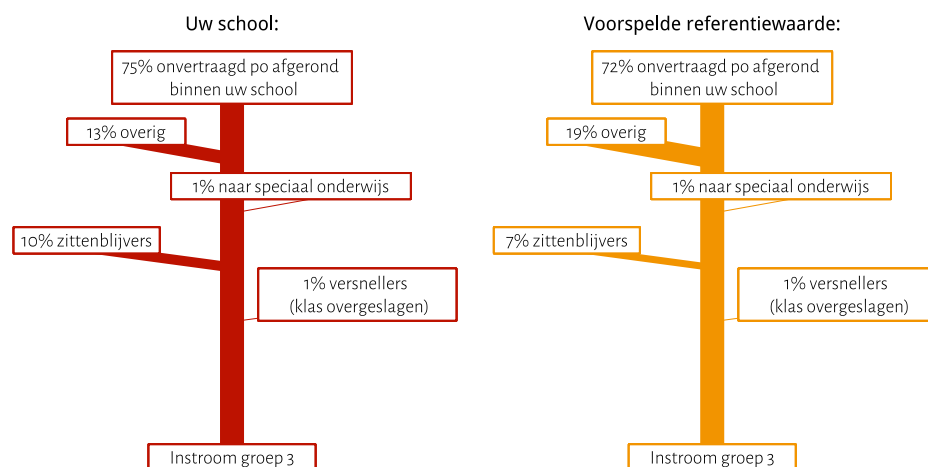 Uw school:
75% onvertraagd po afgerond
binnen uw school
13% overig
1% naar speciaal onderwijs
10% zittenblijvers
1% versnellers
(klas overgeslagen)
Instroom groep 3
Voorspelde referentiewaarde:
72% onvertraagd po afgerond
binnen uw school
19% overig
1% naar speciaal onderwijs
7% zittenblijvers
1% versnellers
(klas overgeslagen)
Instroom groep 3